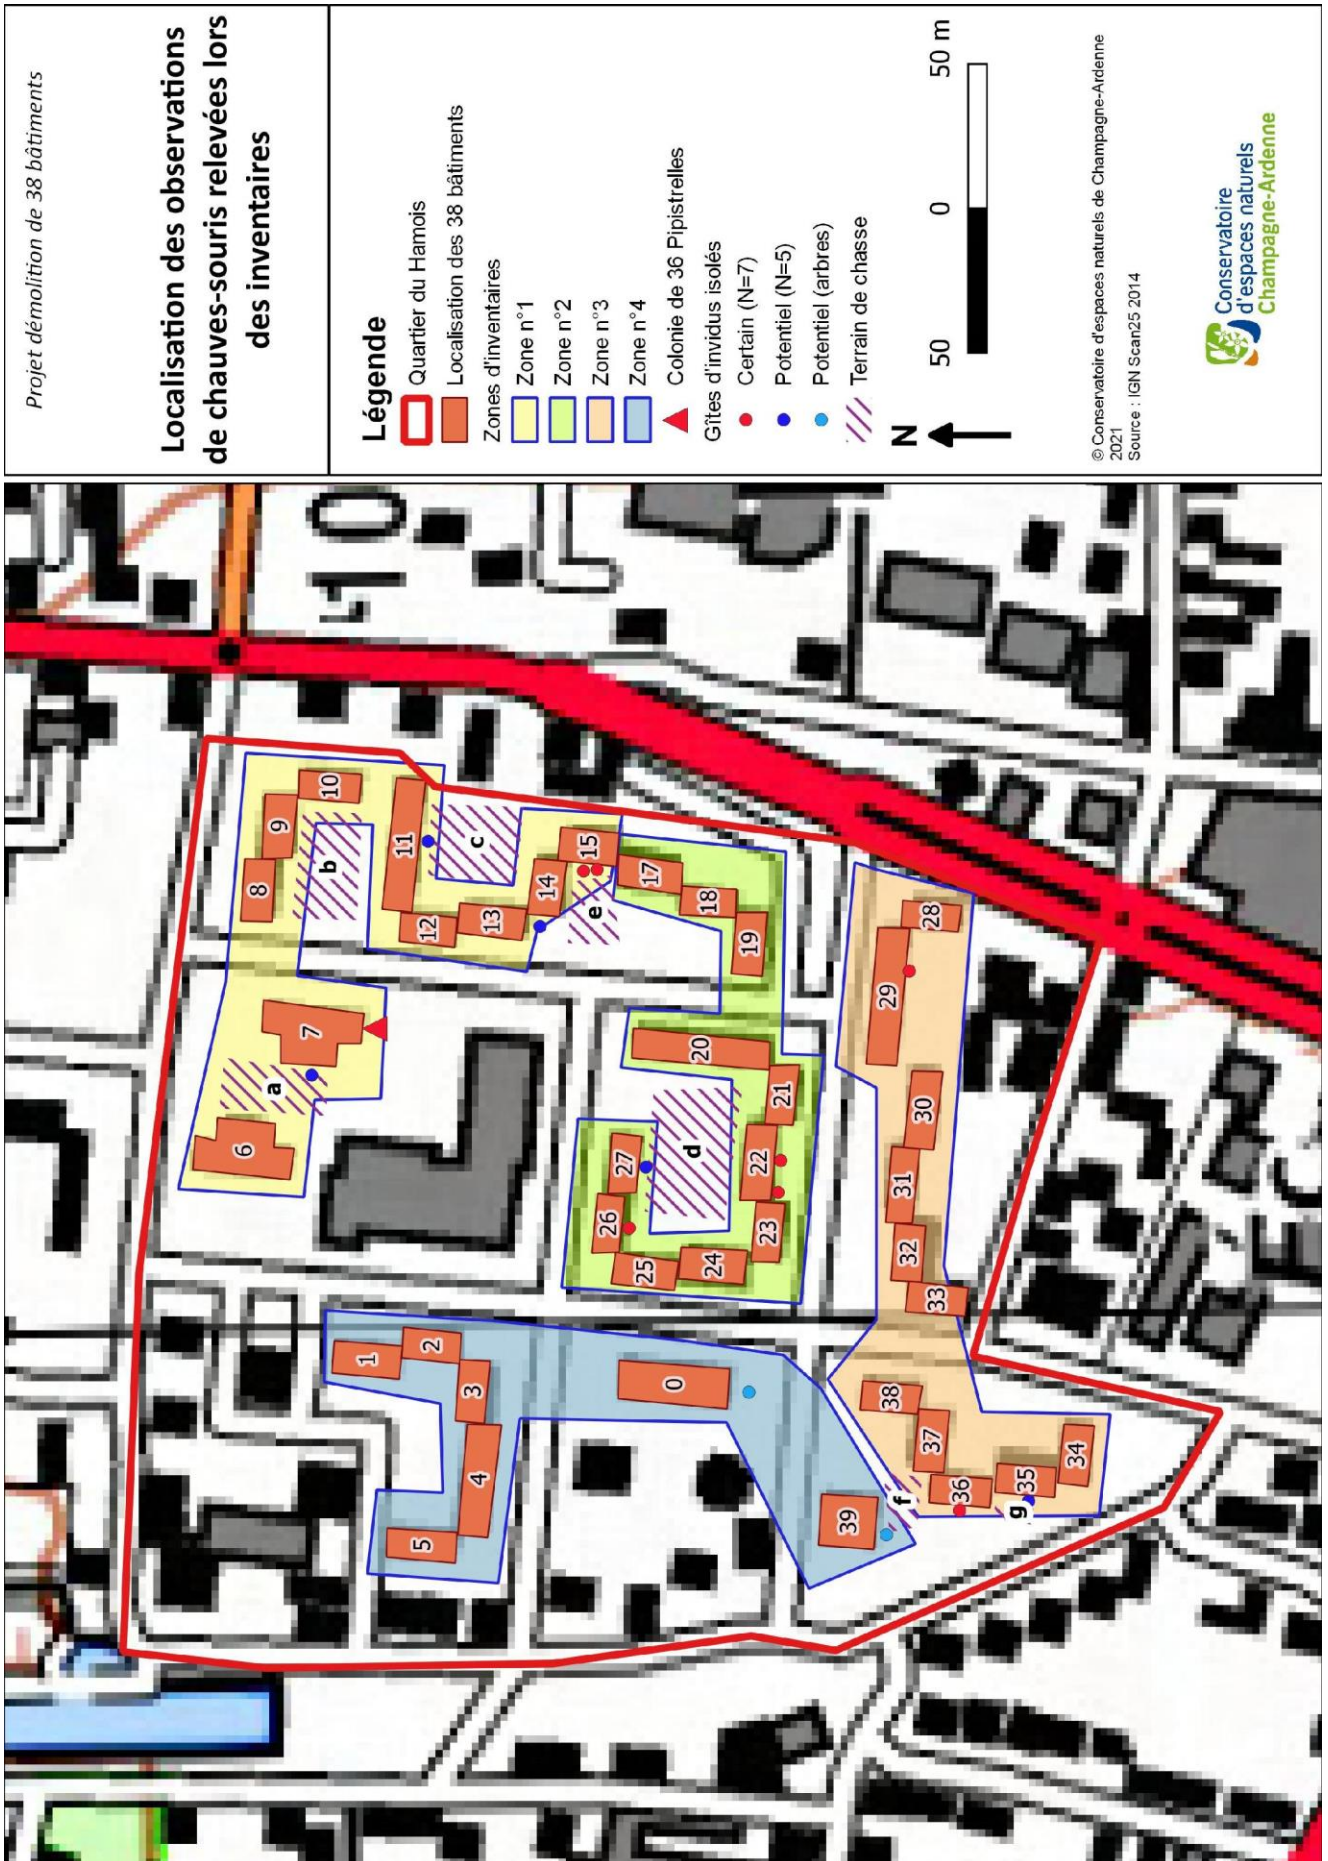 Projet démolition de 38 bâtiments
Localisation des observations
de chauves-souris relevées lors
des inventaires
Légende
Quartier du Hamois
Localisation des 38 bâtiments
Zones d'inventaires
Zone n°1
Zone n°2
Zone n°3
Zone n°4
Colonie de 36 Pipistrelles
Gîtes d'invidus isolés
Certain (N=7)
Potentiel (N=5)
Potentiel (arbres)
Terrain de chasse
N
50 0 50 m
© Conservatoire d'espaces naturels de Champagne-Ardenne
2021
Source : IGN Scan25 2014
Conservatoire
d'espaces naturels
Champagne-Ardenne
110
1
2
3
4
5
0
39
6
a
7
8
9
10
b
11
12
13
c
14
15
e
17
18
19
20
21
22
23
24
25
26
27
d
28
29
30
31
32
33
34
35
36
37
38
f
g